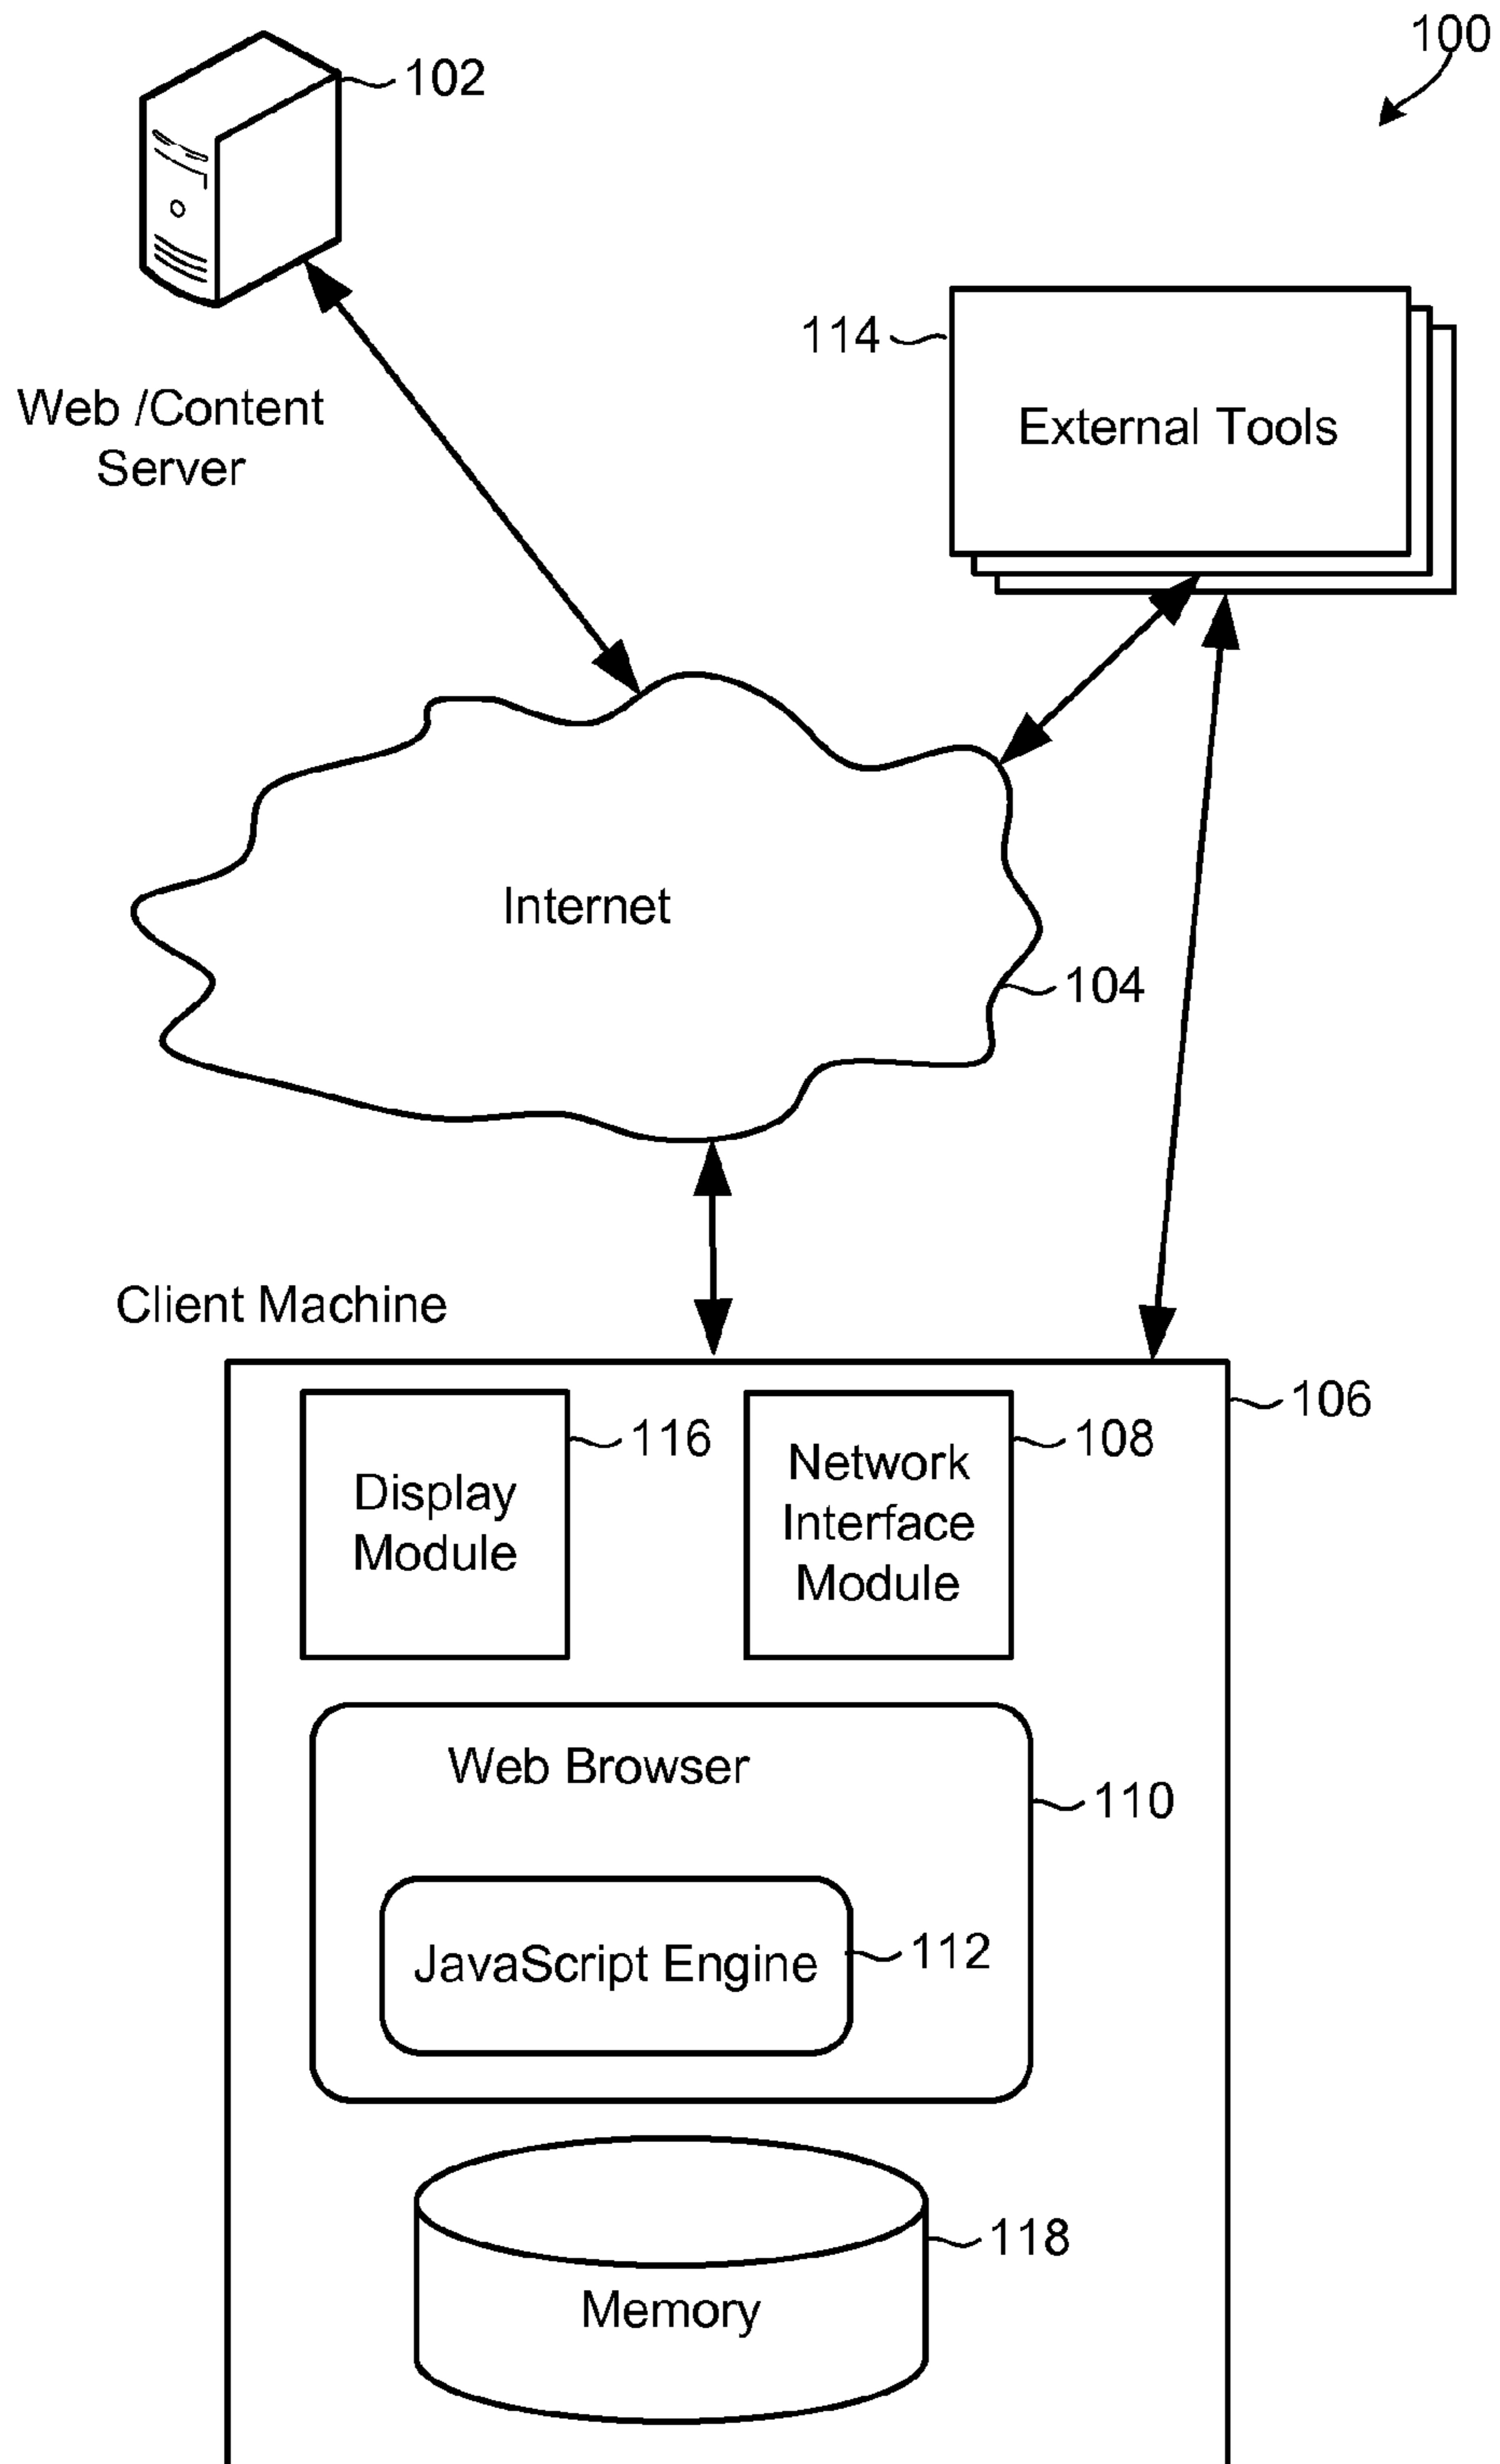 100
102
Web /Content
Server
114
External Tools
Internet
104
Client Machine
106
116
108
Display
Module
Network
Interface
Module
Web Browser
110
JavaScript Engine
112
118
Memory